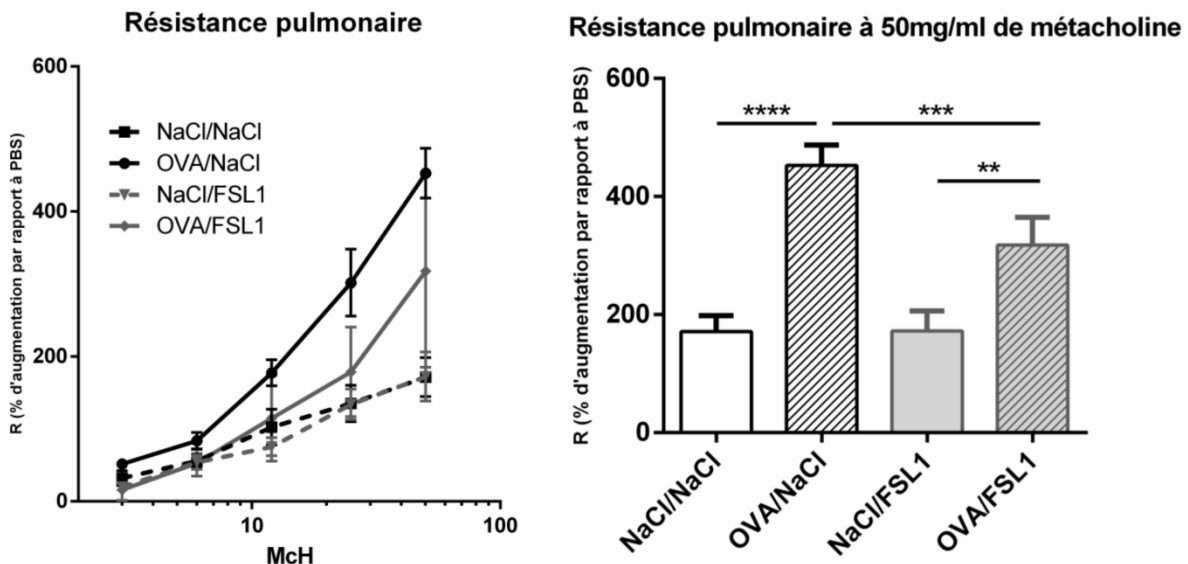 Résistance pulmonaire
R (% d'augmentation par rapport à PBS)
600
400
200
0
NaCl/NaCl
OVA/NaCl
NaCl/FSL1
OVA/FSL1
10
100
McH
Résistance pulmonaire à 50mg/ml de métacholine
R (% d'augmentation par rapport à PBS)
600
400
200
0
****
***
**
NaCl/NaCl
OVA/NaCl
NaCl/FSL1
OVA/FSL1